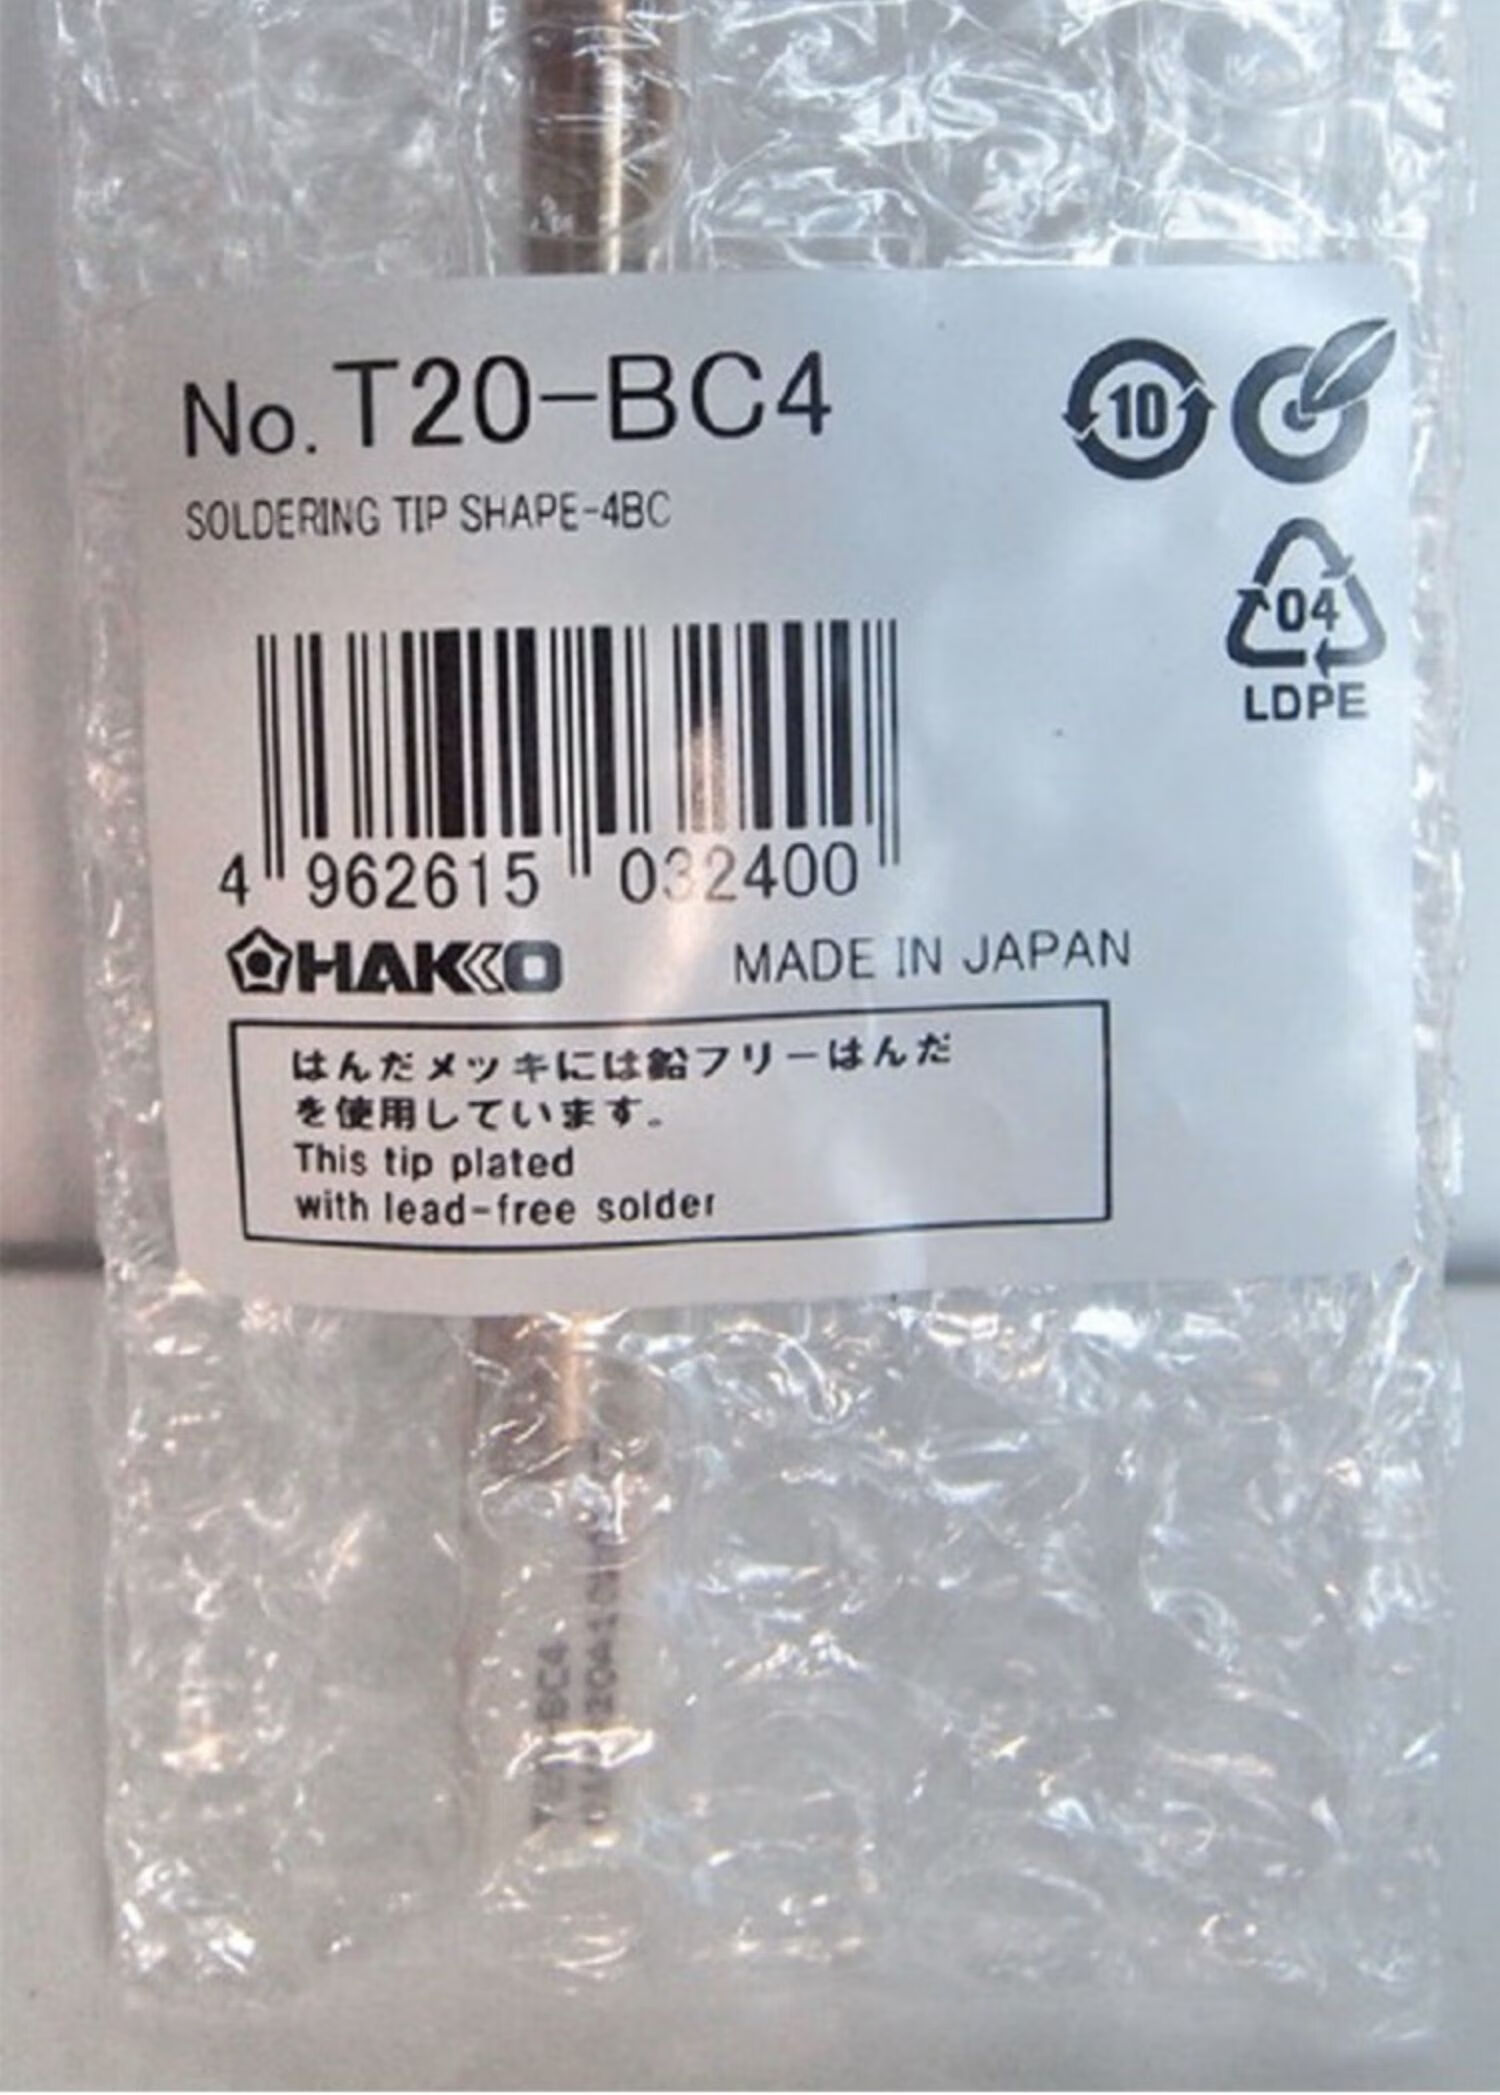 No. T20-BC4
SOLDERING TIP SHAPE-4BC
10
04
LDPE
4 962615 032400
HAKKO
MADE IN JAPAN
はんだメッキには鉛フリーはんだ
を使用しています。
This tip plated
with lead-free solder
BC4